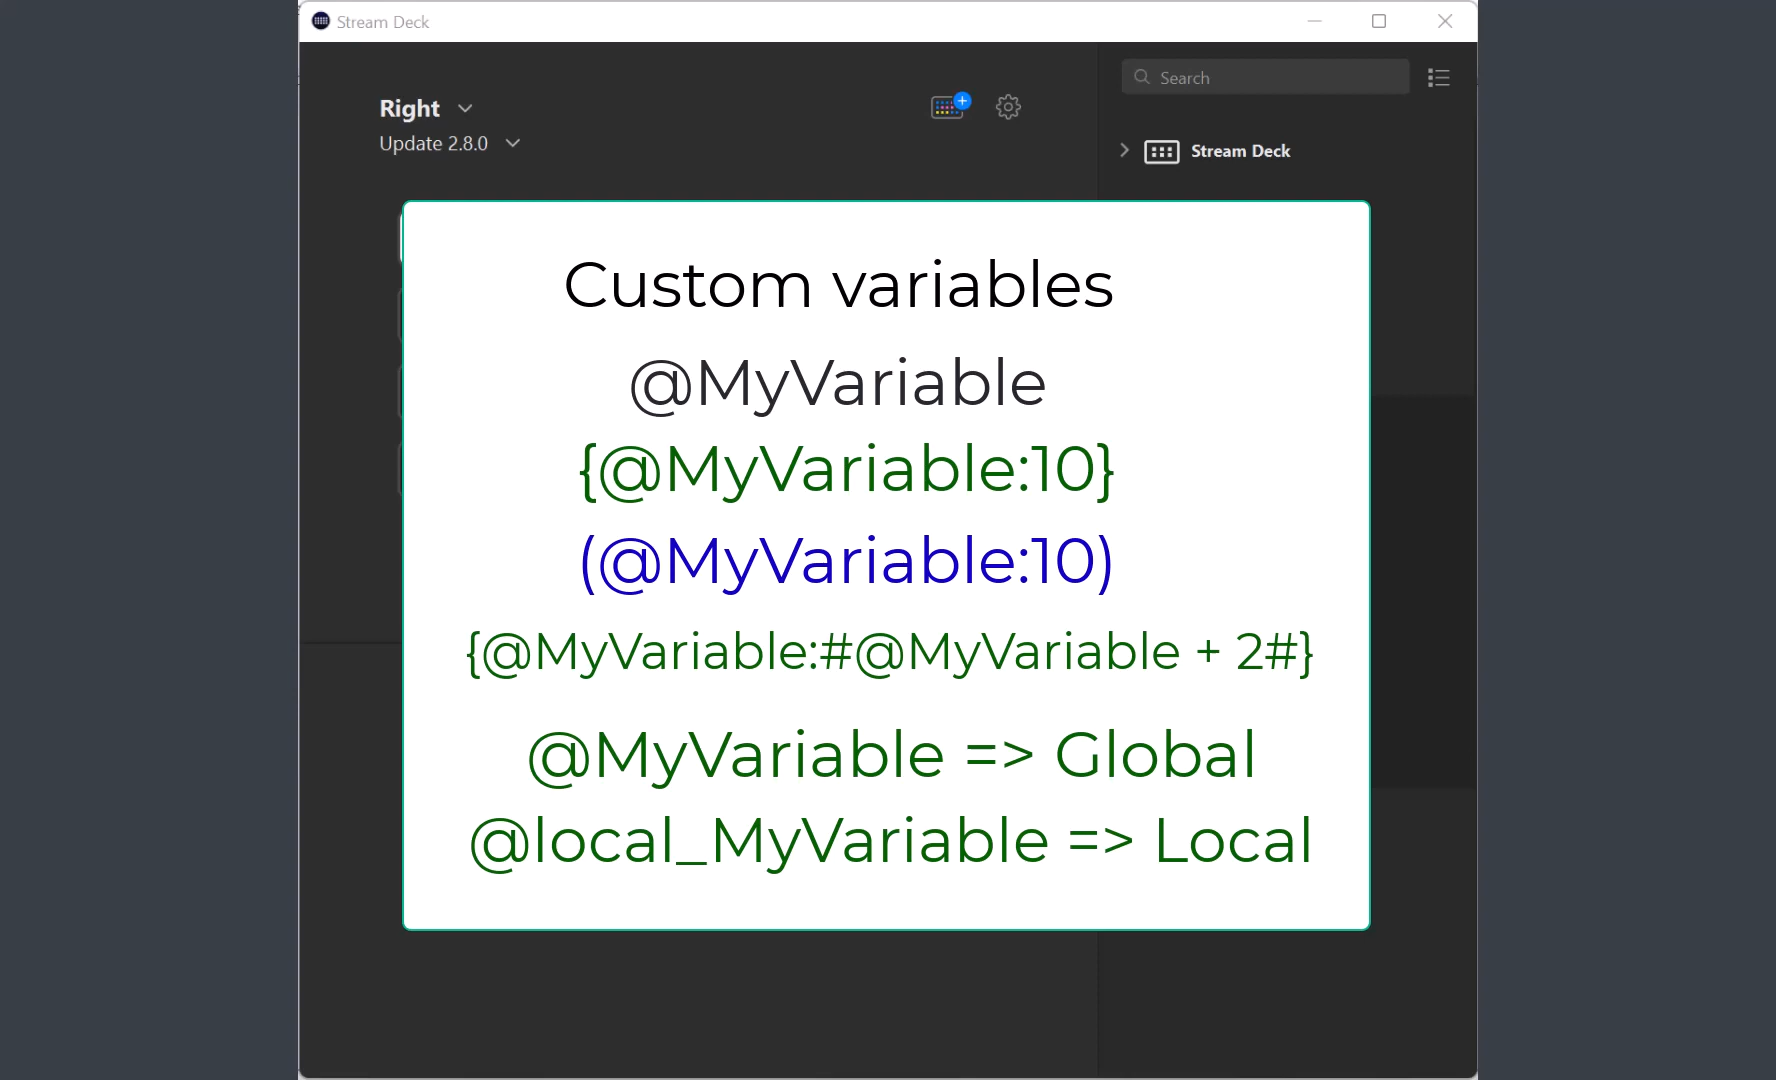 Stream Deck
Search
Right
Update 2.8.0
Stream Deck
Custom variables
@MyVariable
{@MyVariable:10}
(@MyVariable:10)
{@MyVariable:#@MyVariable + 2#}
@MyVariable => Global
@local_MyVariable => Local